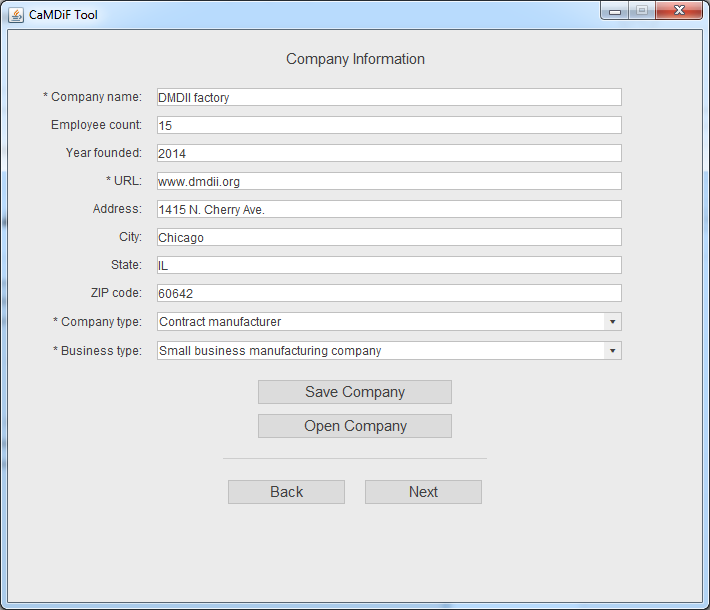 CaMDiF Tool
Company Information
* Company name: DMDII factory
Employee count: 15
Year founded: 2014
* URL: www.dmdii.org
Address: 1415 N. Cherry Ave.
City: Chicago
State: IL
ZIP code: 60642
* Company type: Contract manufacturer
* Business type: Small business manufacturing company
Save Company
Open Company
Back Next